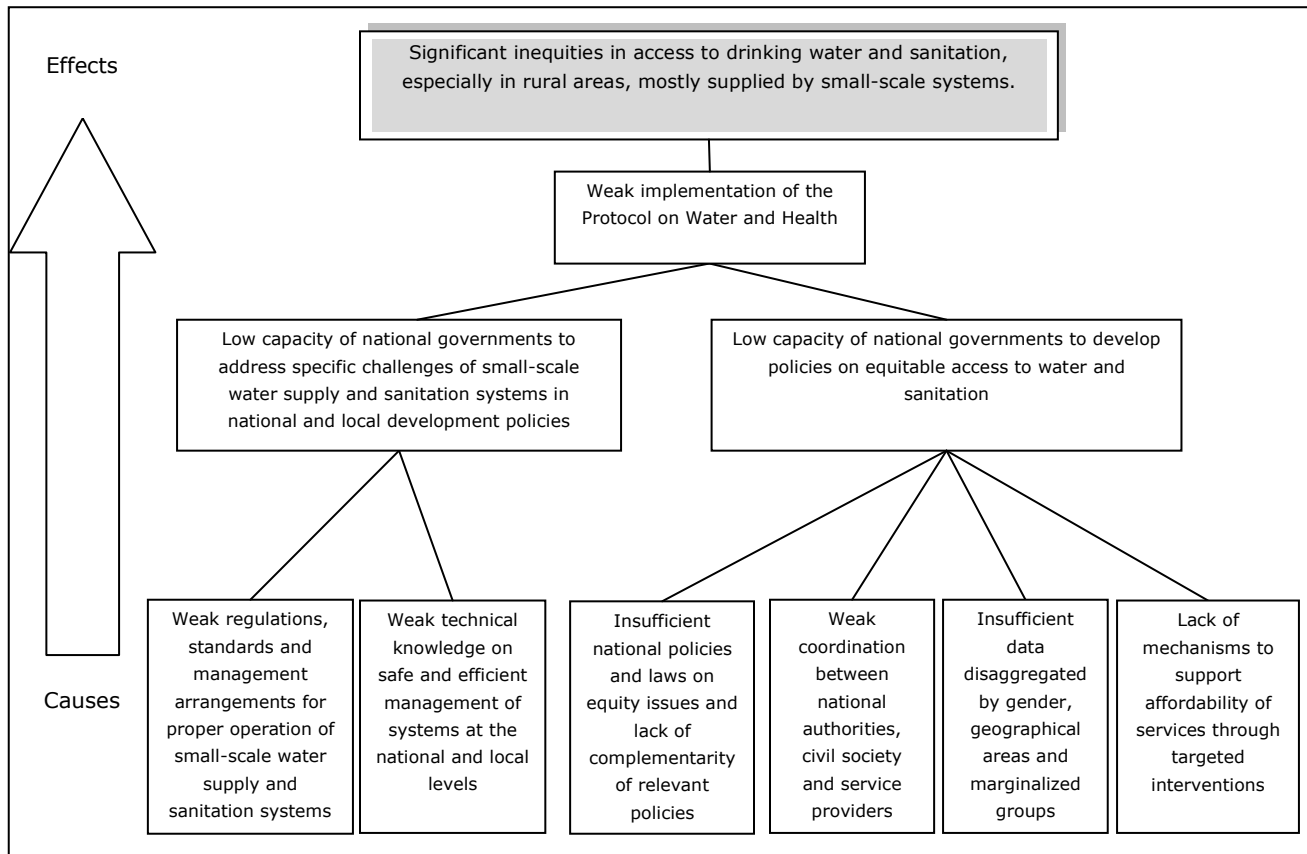 Effects
Significant inequities in access to drinking water and sanitation,
especially in rural areas, mostly supplied by small-scale systems.
Weak implementation of the
Protocol on Water and Health
Low capacity of national governments to
address specific challenges of small-scale
water supply and sanitation systems in
national and local development policies
Low capacity of national governments to develop
policies on equitable access to water and
sanitation
Causes
Weak regulations,
standards and
management
arrangements for
proper operation of
small-scale water
supply and
sanitation systems
Weak technical
knowledge on
safe and efficient
management of
systems at the
national and local
levels
Insufficient
national policies
and laws on
equity issues and
lack of
complementarity
of relevant
policies
Weak
coordination
between
national
authorities,
civil society
and service
providers
Insufficient
data
disaggregated
by gender,
geographical
areas and
marginalized
groups
Lack of
mechanisms to
support
affordability of
services through
targeted
interventions